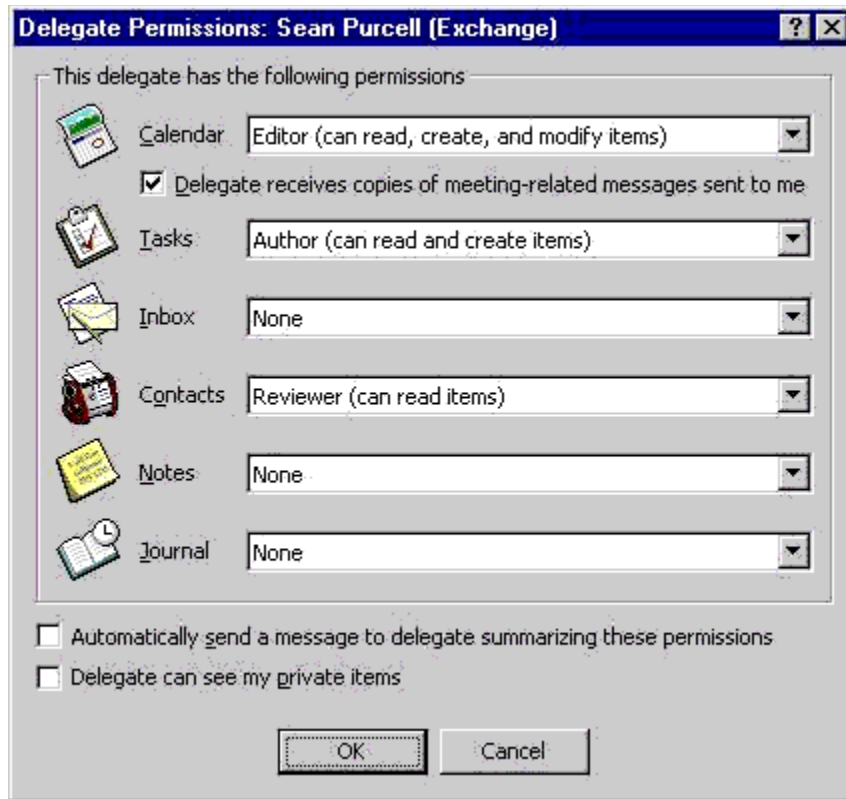 Delegate Permissions: Sean Purcell (Exchange)
This delegate has the following permissions
Calendar Editor (can read, create, and modify items)
Delegate receives copies of meeting-related messages sent to me
Tasks Author (can read and create items)
Inbox None
Contacts Reviewer (can read items)
Notes None
Journal None
Automatically send a message to delegate summarizing these permissions
Delegate can see my private items
OK Cancel